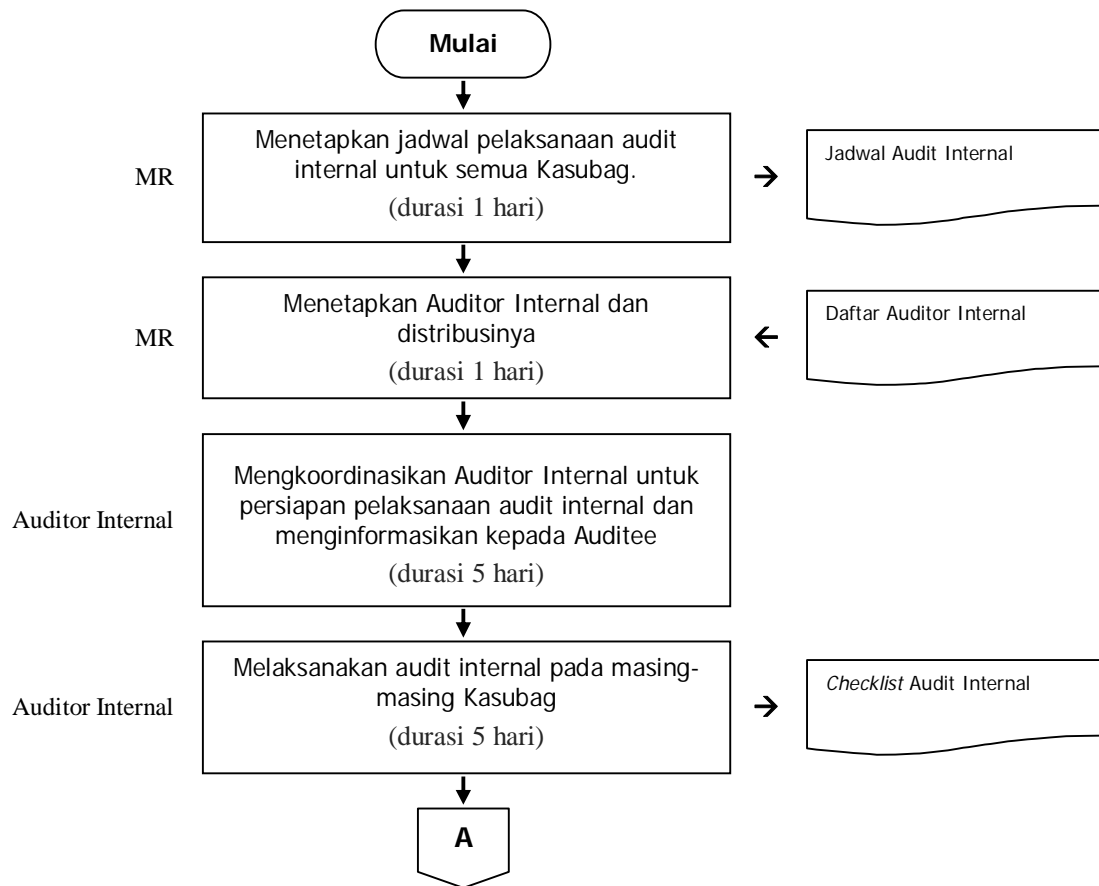 Mulai
MR
Menetapkan jadwal pelaksanaan audit
internal untuk semua Kasubag.
(durasi 1 hari)
Jadwal Audit Internal
MR
Menetapkan Auditor Internal dan
distribusinya
(durasi 1 hari)
Daftar Auditor Internal
Auditor Internal
Mengkoordinasikan Auditor Internal untuk
persiapan pelaksanaan audit internal dan
menginformasikan kepada Auditee
(durasi 5 hari)
Auditor Internal
Melaksanakan audit internal pada masing-
masing Kasubag
(durasi 5 hari)
Checklist Audit Internal
A